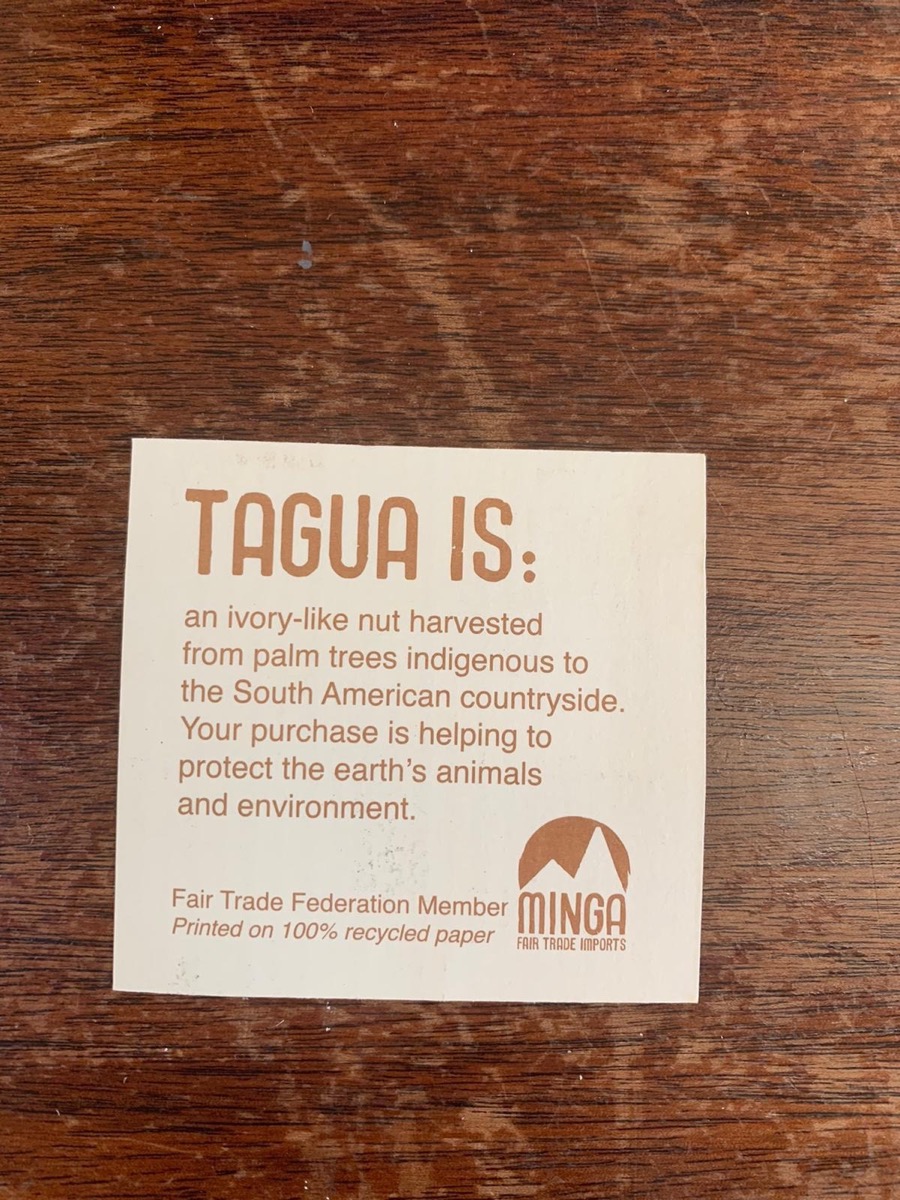 TAGUA IS:
an ivory-like nut harvested
from palm trees indigenous to
the South American countryside.
Your purchase is helping to
protect the earth's animals
and environment.
Fair Trade Federation Member
Printed on 100% recycled paper
MINGA
FAIR TRADE IMPORTS